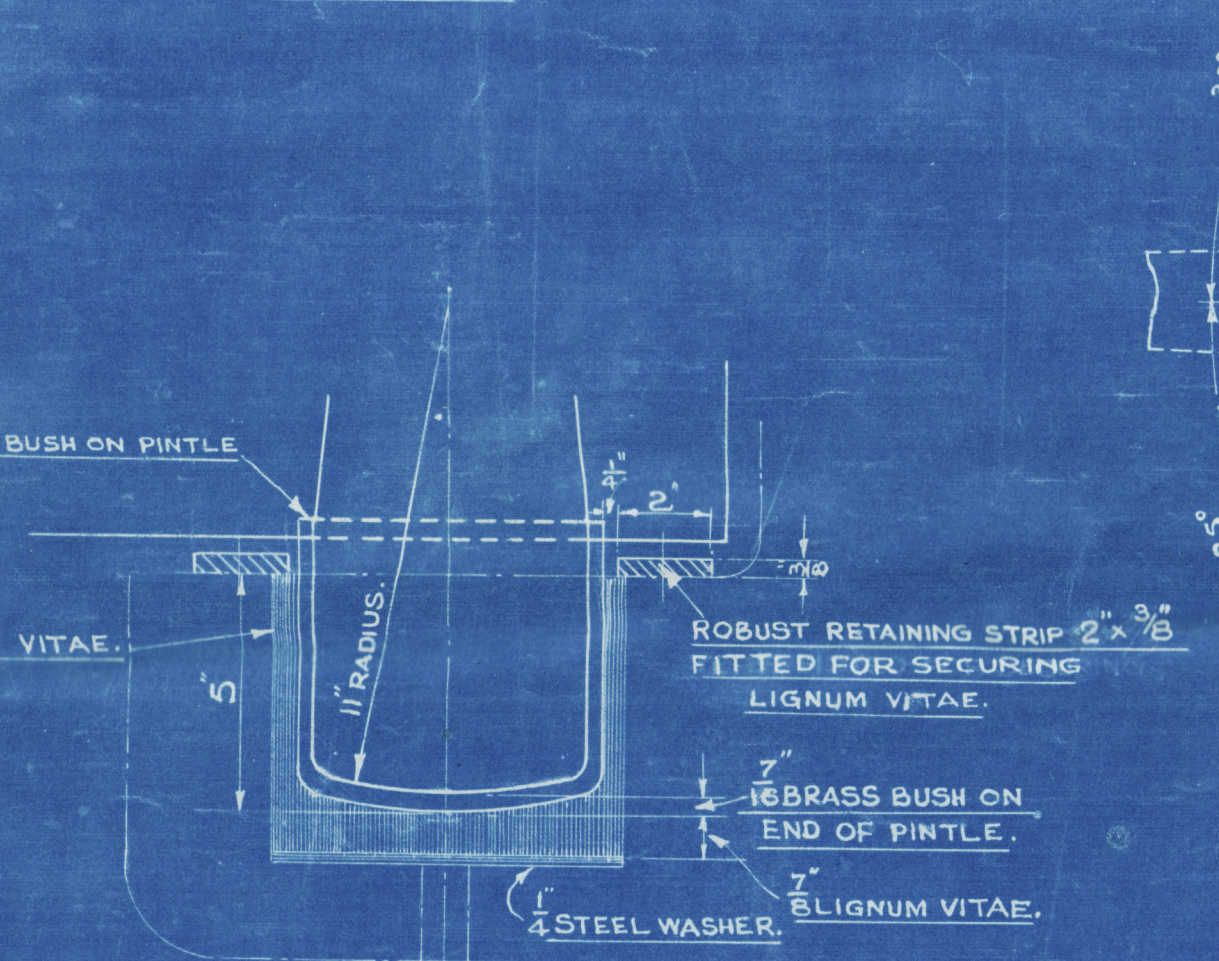 BUSH ON PINTLE
1/4"
2"
3/8"
VITAE.
5"
11" RADIUS.
ROBUST RETAINING STRIP 2" x 3/8"
FITTED FOR SECURING
LIGNUM VITAE.
7/16" BRASS BUSH ON
END OF PINTLE.
7/8" LIGNUM VITAE.
1/4" STEEL WASHER.